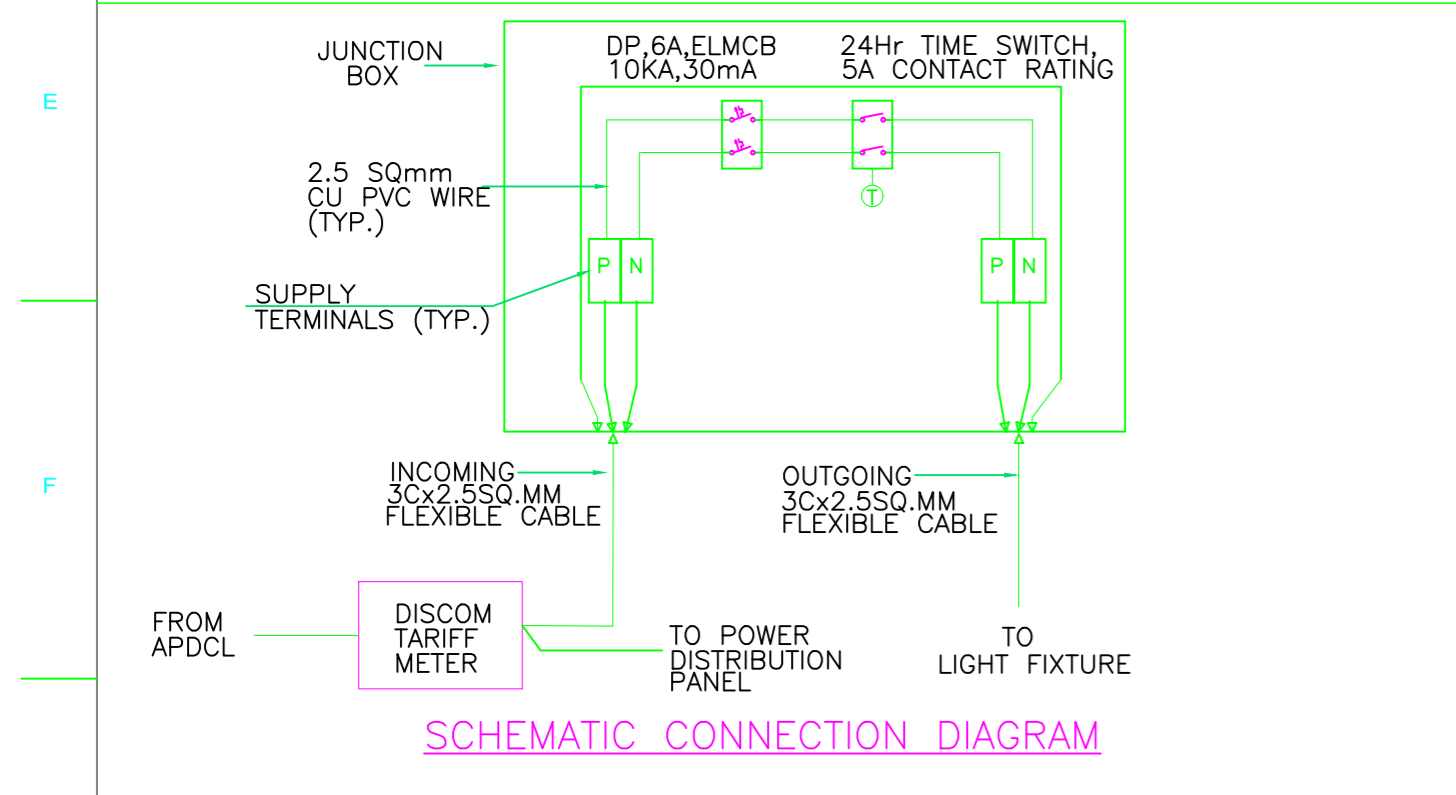 JUNCTION
BOX
DP,6A,ELMCB
10KA,30mA
24Hr TIME SWITCH,
5A CONTACT RATING
E
2.5 SQmm
CU PVC WIRE
(TYP.)
T
P N
P N
SUPPLY
TERMINALS (TYP.)
F
INCOMING
3Cx2.5SQ.MM
FLEXIBLE CABLE
OUTGOING
3Cx2.5SQ.MM
FLEXIBLE CABLE
FROM
APDCL
DISCOM
TARIFF
METER
TO POWER
DISTRIBUTION
PANEL
TO
LIGHT FIXTURE
SCHEMATIC CONNECTION DIAGRAM